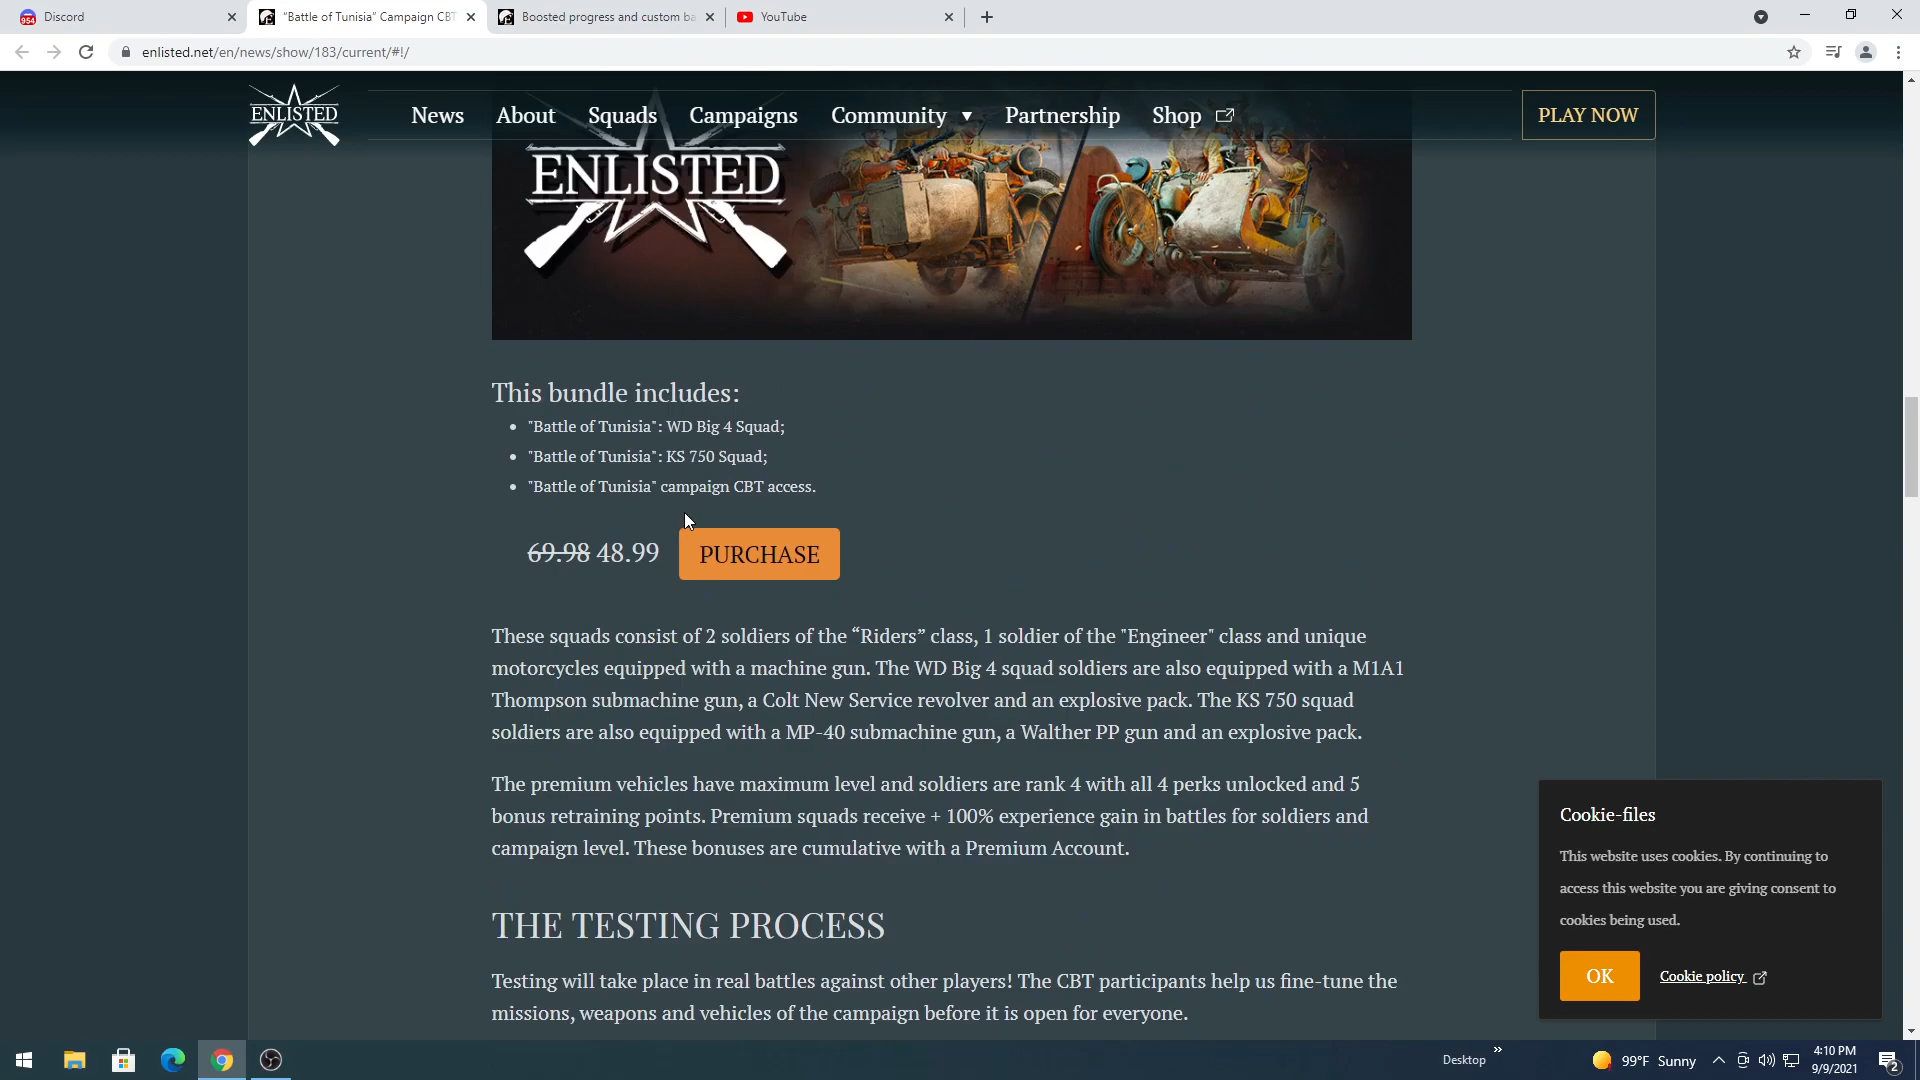 954 Discord
"Battle of Tunisia" Campaign CBT
Boosted progress and custom ba
YouTube
enlisted.net/en/news/show/183/current/#!/
ENLISTED
News
About
Squads
Campaigns
Community
Partnership
Shop
PLAY NOW
ENLISTED
This bundle includes:
"Battle of Tunisia": WD Big 4 Squad;
"Battle of Tunisia": KS 750 Squad;
"Battle of Tunisia" campaign CBT access.
69.98 48.99 PURCHASE
These squads consist of 2 soldiers of the “Riders” class, 1 soldier of the "Engineer" class and unique
motorcycles equipped with a machine gun. The WD Big 4 squad soldiers are also equipped with a M1A1
Thompson submachine gun, a Colt New Service revolver and an explosive pack. The KS 750 squad
soldiers are also equipped with a MP-40 submachine gun, a Walther PP gun and an explosive pack.
The premium vehicles have maximum level and soldiers are rank 4 with all 4 perks unlocked and 5
bonus retraining points. Premium squads receive + 100% experience gain in battles for soldiers and
campaign level. These bonuses are cumulative with a Premium Account.
THE TESTING PROCESS
Testing will take place in real battles against other players! The CBT participants help us fine-tune the
missions, weapons and vehicles of the campaign before it is open for everyone.
Cookie-files
This website uses cookies. By continuing to
access this website you are giving consent to
cookies being used.
OK
Cookie policy
Desktop
99°F Sunny
4:10 PM
9/9/2021
2